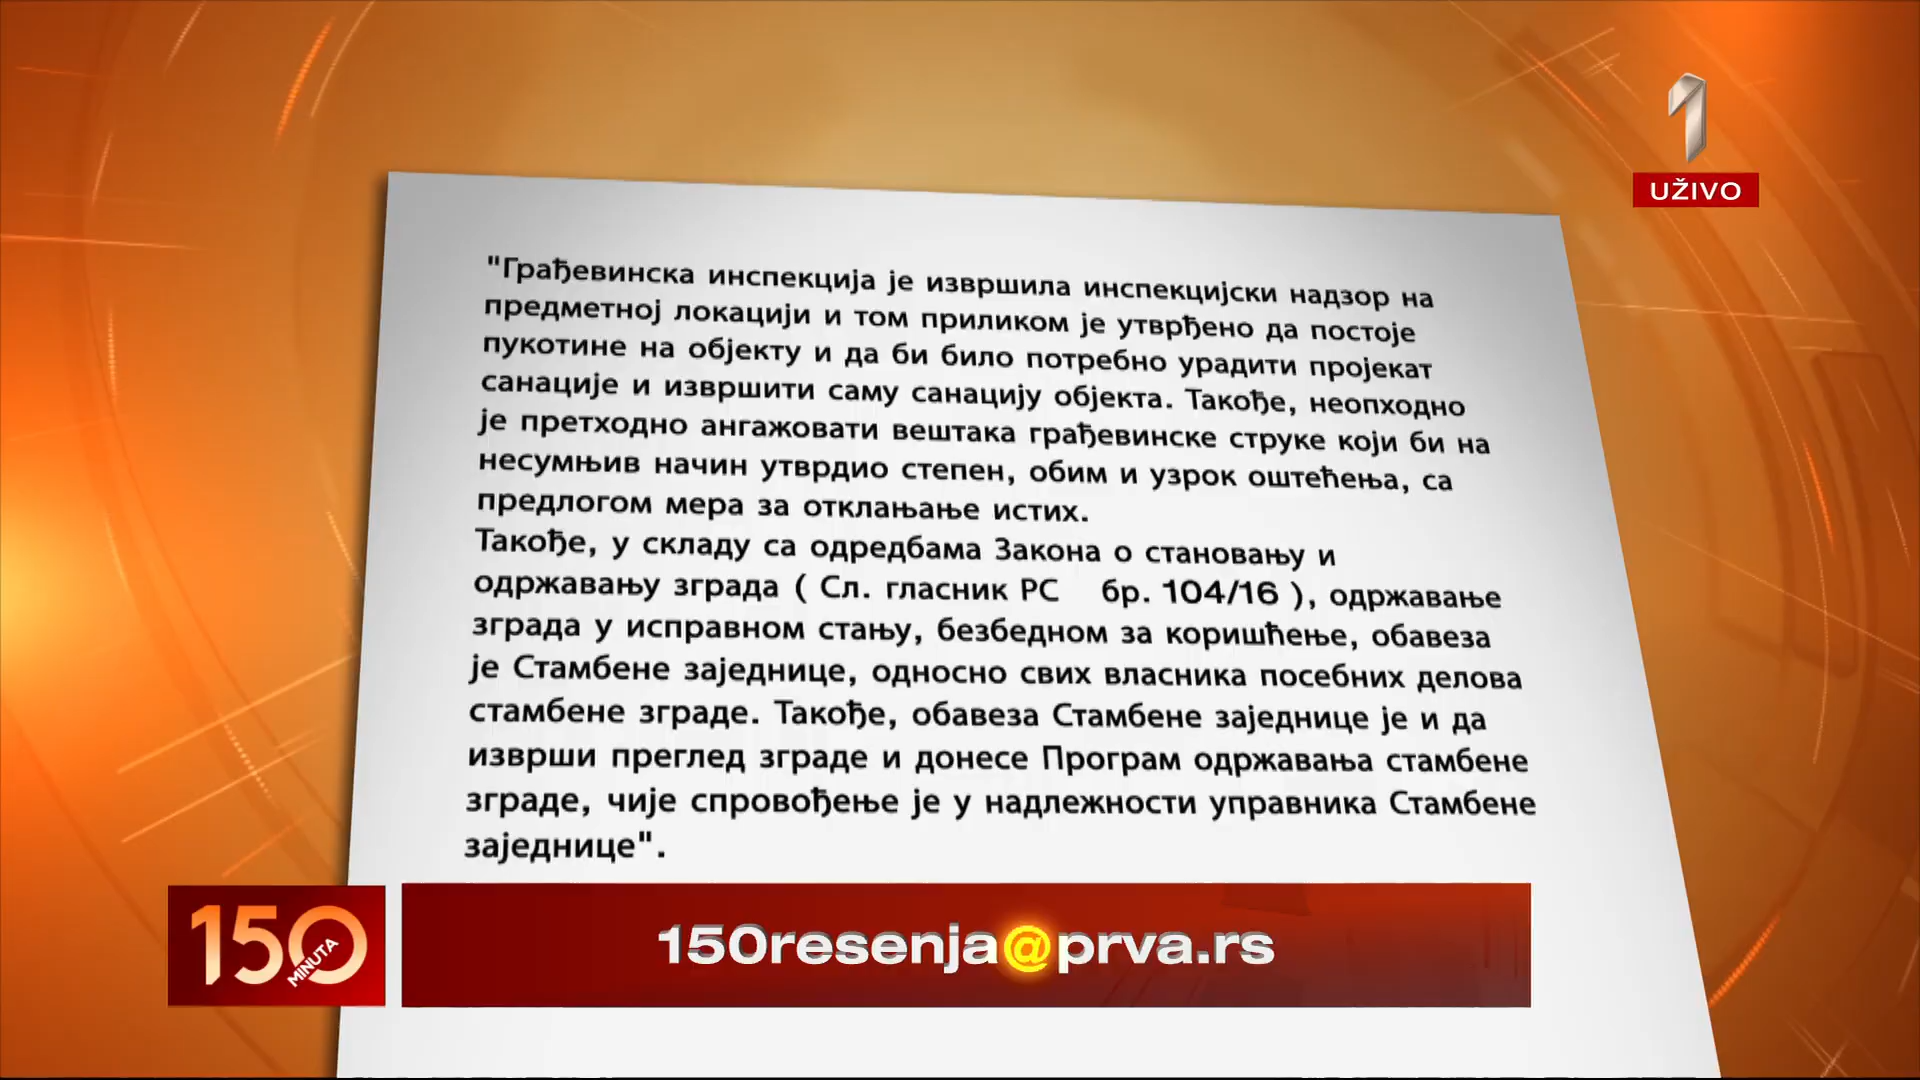 1
UŽIVO
"Грађевинска инспекција је извршила инспекцијски надзор на
предметној локацији и том приликом је утврђено да постоје
пукотине на објекту и да би било потребно урадити пројекат
санације и извршити саму санацију објекта. Такође, неопходно
је претходно ангажовати вештака грађевинске струке који би на
несумњив начин утврдио степен, обим и узрок оштећења, са
предлогом мера за отклањање истих.
Такође, у складу са одредбама Закона о становању и
одржавању зграда ( Сл. гласник РС бр. 104/16 ), одржавање
зграда у исправном стању, безбедном за коришћење, обавеза
је Стамбене заједнице, односно свих власника посебних делова
стамбене зграде. Такође, обавеза Стамбене заједнице је и да
изврши преглед зграде и донесе Програм одржавања стамбене
зграде, чије спровођење је у надлежности управника Стамбене
заједнице".
150
MINUTA
150resenja@prva.rs